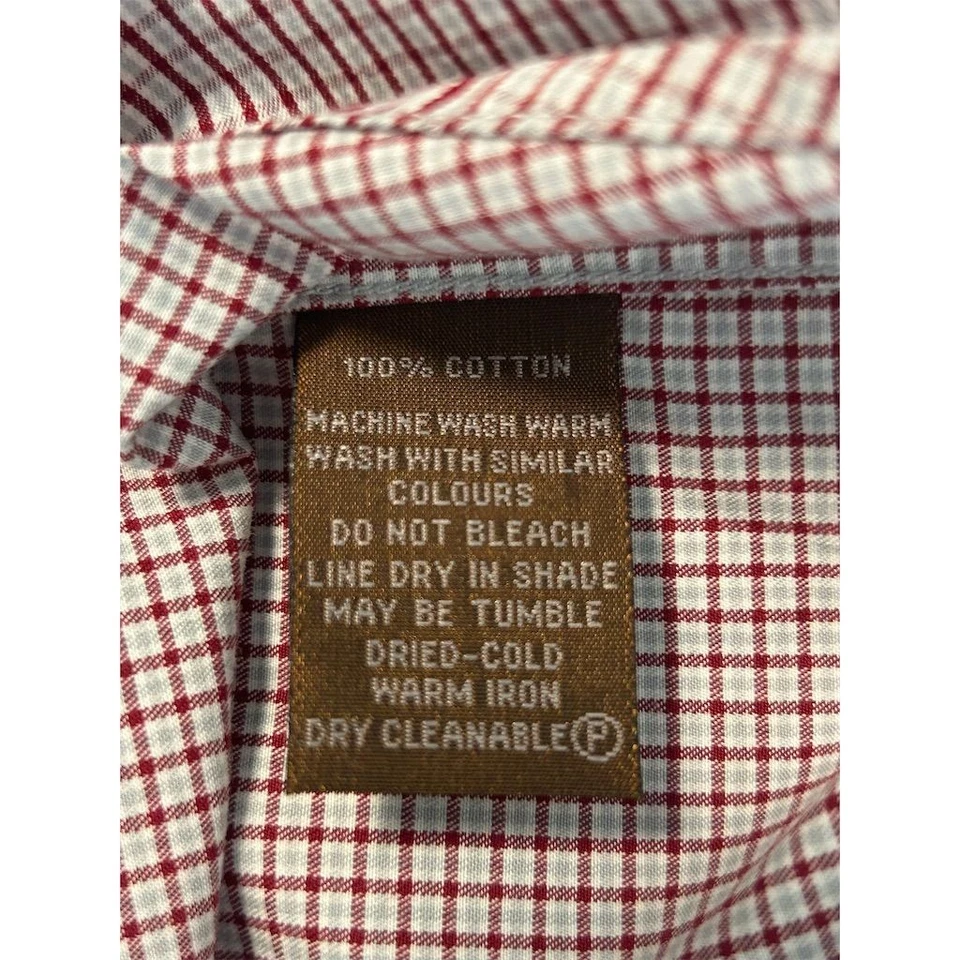 100% COTTON
MACHINE WASH WARM
WASH WITH SIMILAR
COLOURS
DO NOT BLEACH
LINE DRY IN SHADE
MAY BE TUMBLE
DRIED-COLD
WARM IRON
DRY CLEANABLE Ⓟ